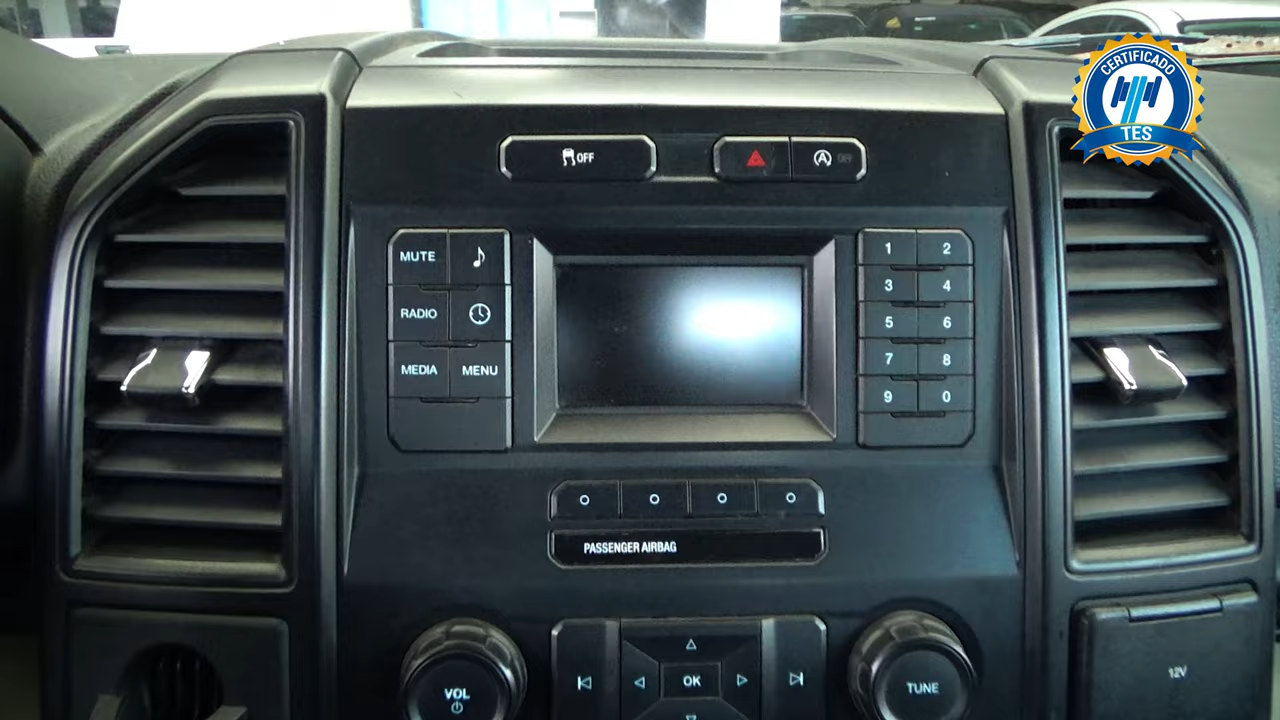 CERTIFICADO
TES
OFF
A OFF
MUTE
1 2
3 4
RADIO
5 6
MEDIA MENU
7 8
9 0
PASSENGER AIRBAG
VOL
OK
TUNE
12V